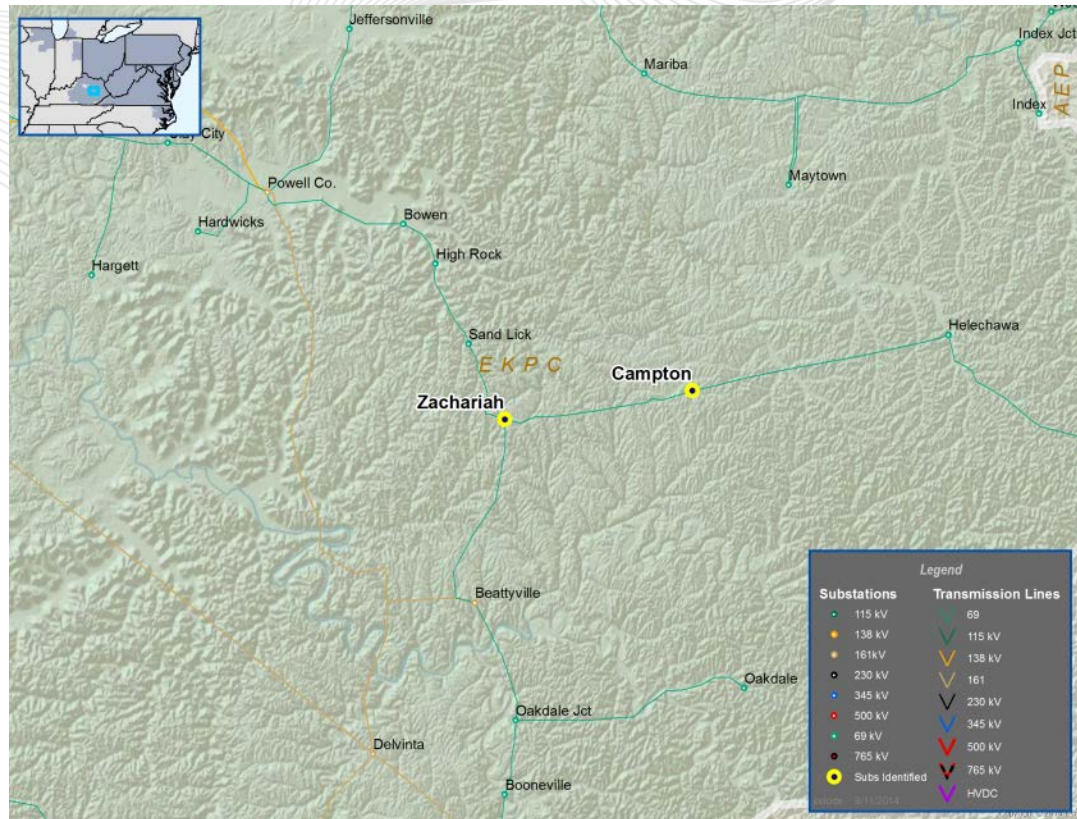 Jeffersonville
Index Jct
Mariba
Index
AEP
City
Powell Co.
Maytown
Hardwicks
Bowen
High Rock
Hargett
Sand Lick
Helechawa
EKPC
Campton
Zachariah
Beattyville
Oakdale
Oakdale Jct
Delvinta
Booneville
Legend
Substations
115 kV
138 kV
161kV
230 kV
345 kV
500 kV
69 kV
765 kV
Subs Identified
Transmission Lines
69
115 kV
138 kV
161
230 kV
345 kV
500 kV
765 kV
HVDC
9/11/2014